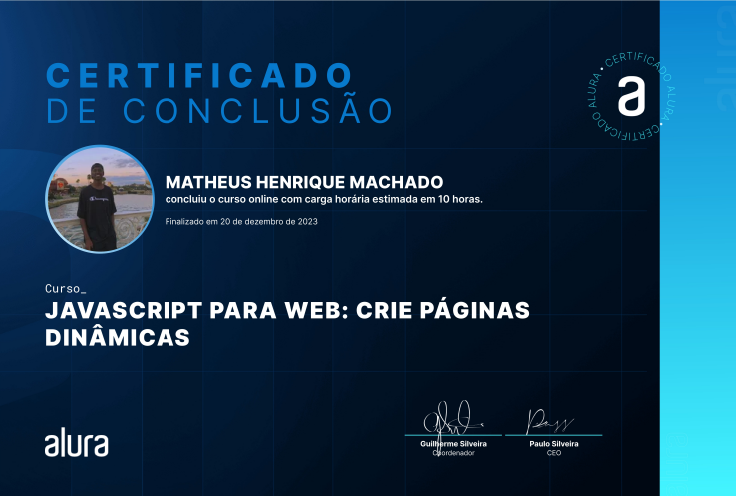 CERTIFICADO
DE CONCLUSÃO
CERTIFICADO ALURA • CERTIFICADO ALURA •
a
MATHEUS HENRIQUE MACHADO
concluiu o curso online com carga horária estimada em 10 horas.
Finalizado em 20 de dezembro de 2023
Curso_
JAVASCRIPT PARA WEB: CRIE PÁGINAS
DINÂMICAS
alura
Guilherme Silveira
Coordenador
Paulo Silveira
CEO
alura